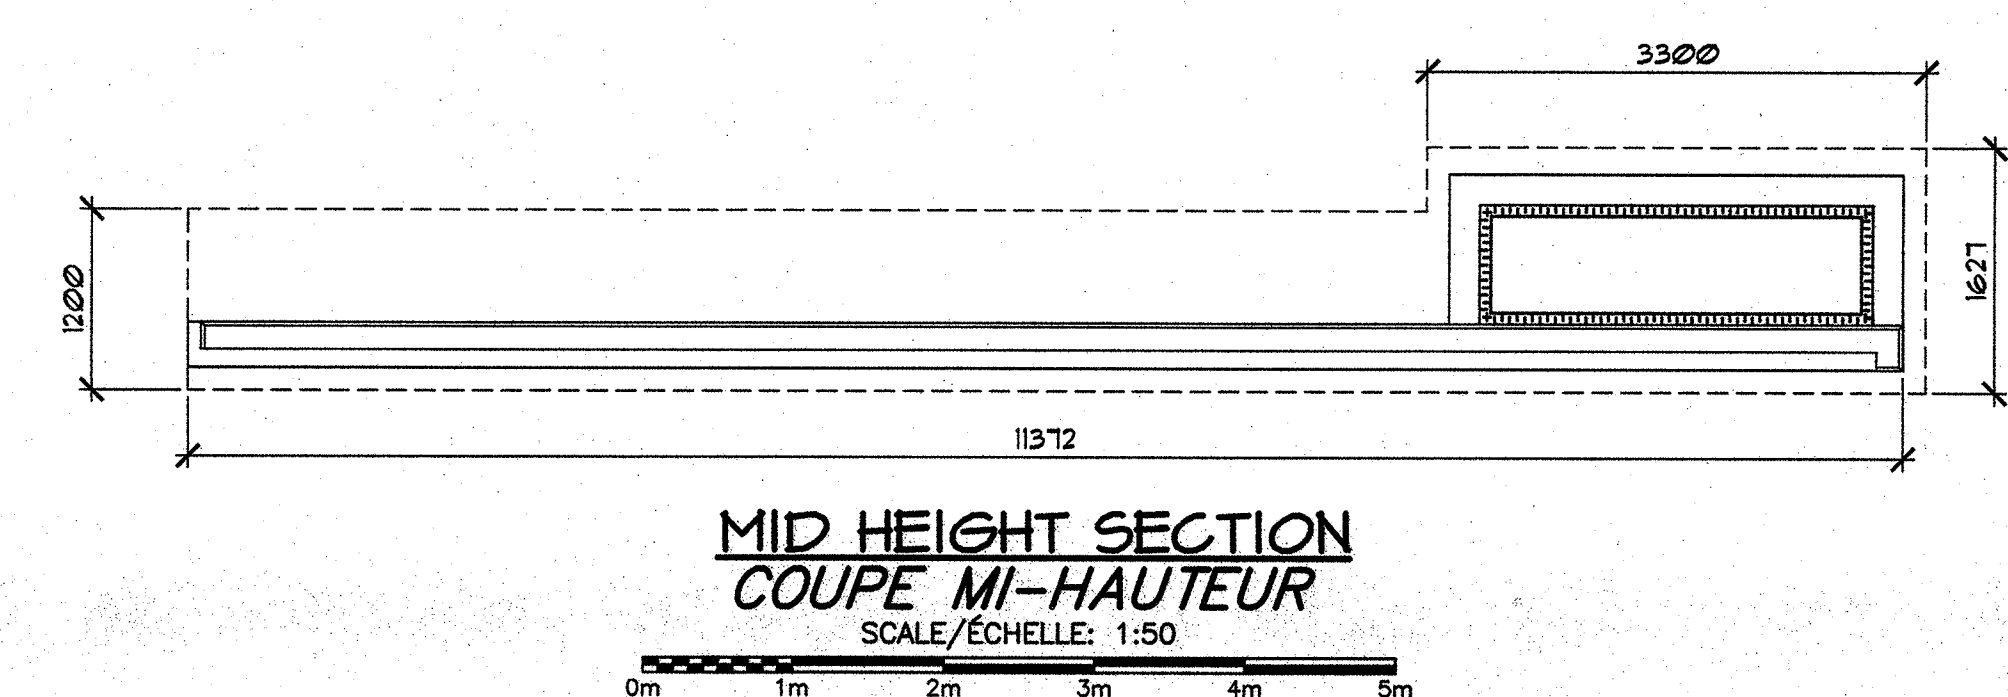 3300
1200
1627
11372
MID HEIGHT SECTION
COUPE MI-HAUTEUR
SCALE/ÉCHELLE: 1:50
0m 1m 2m 3m 4m 5m